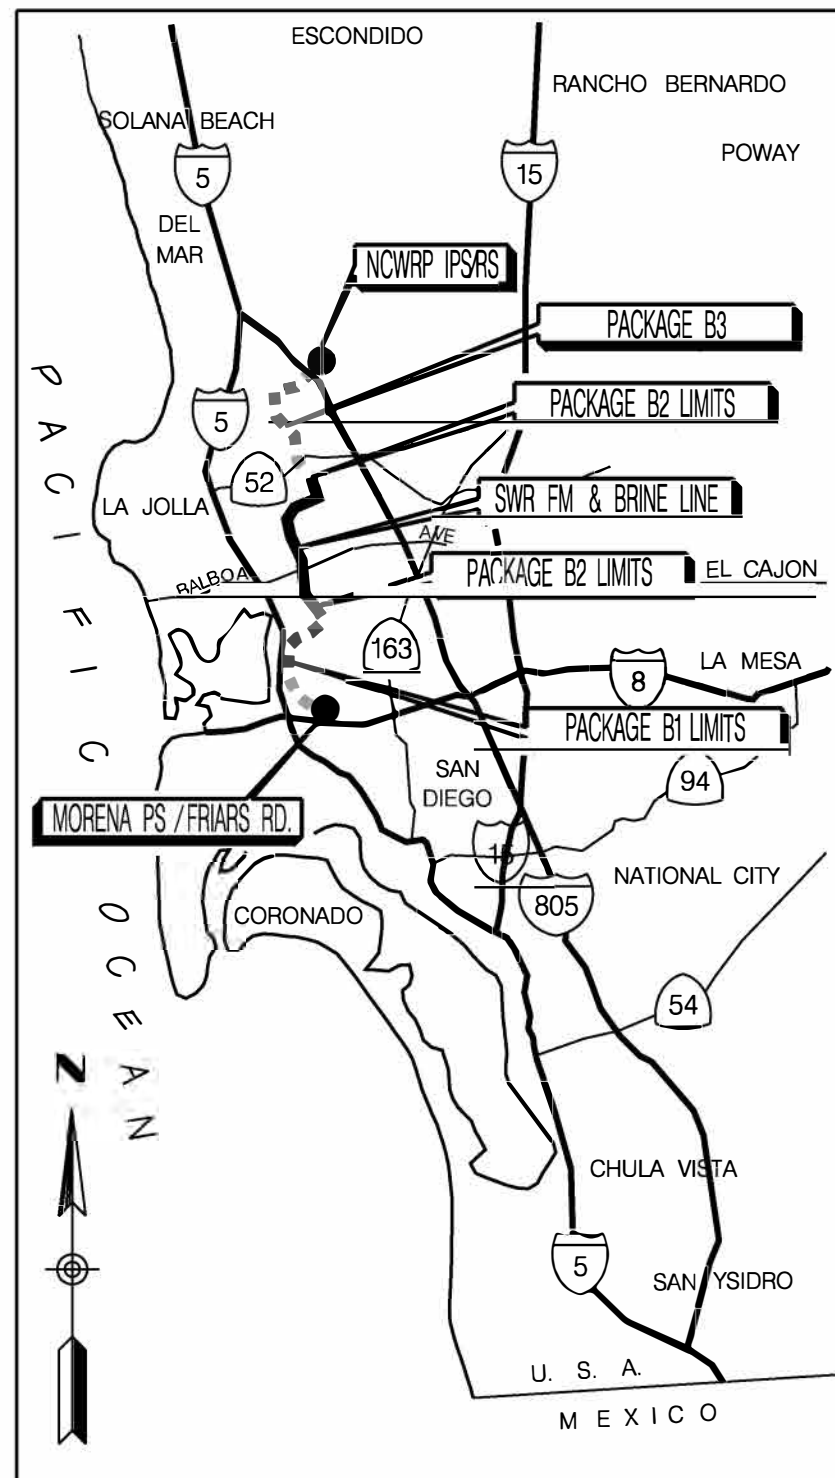 ESCONDIDO
RANCHO BERNARDO
SOLANA BEACH
POWAY
5
15
DEL
MAR
NCWRP IPS/RS
PACKAGE B3
PACKAGE B2 LIMITS
5
52
LA JOLLA
SWR FM & BRINE LINE
AVE
BALBOA
PACKAGE B2 LIMITS
EL CAJON
163
LA MESA
8
PACKAGE B1 LIMITS
SAN
DIEGO
94
MORENA PS / FRIARS RD.
15
NATIONAL CITY
805
CORONADO
54
PACIFIC
OCEAN
N
CHULA VISTA
5
SAN YSIDRO
U. S. A.
MEXICO